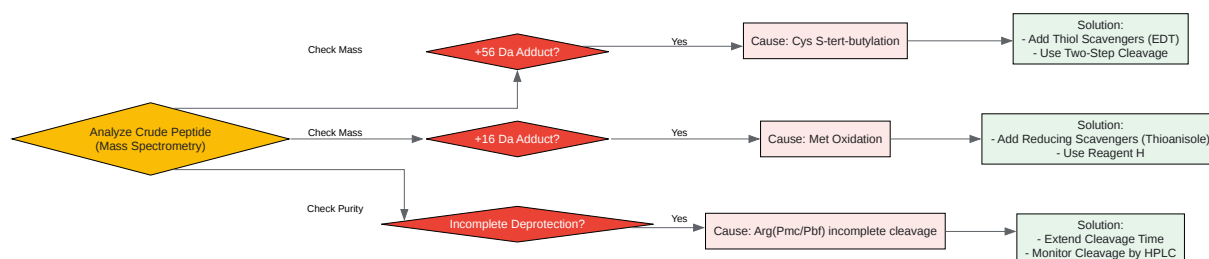 Check Mass
+56 Da Adduct?
Yes
Cause: Cys S-tert-butylation
Solution:
- Add Thiol Scavengers (EDT)
- Use Two-Step Cleavage
Analyze Crude Peptide
(Mass Spectrometry)
Check Mass
+16 Da Adduct?
Yes
Cause: Met Oxidation
Solution:
- Add Reducing Scavengers (Thioanisole)
- Use Reagent H
Check Purity
Incomplete Deprotection?
Yes
Cause: Arg(Pmc/Pbf) incomplete cleavage
Solution:
- Extend Cleavage Time
- Monitor Cleavage by HPLC